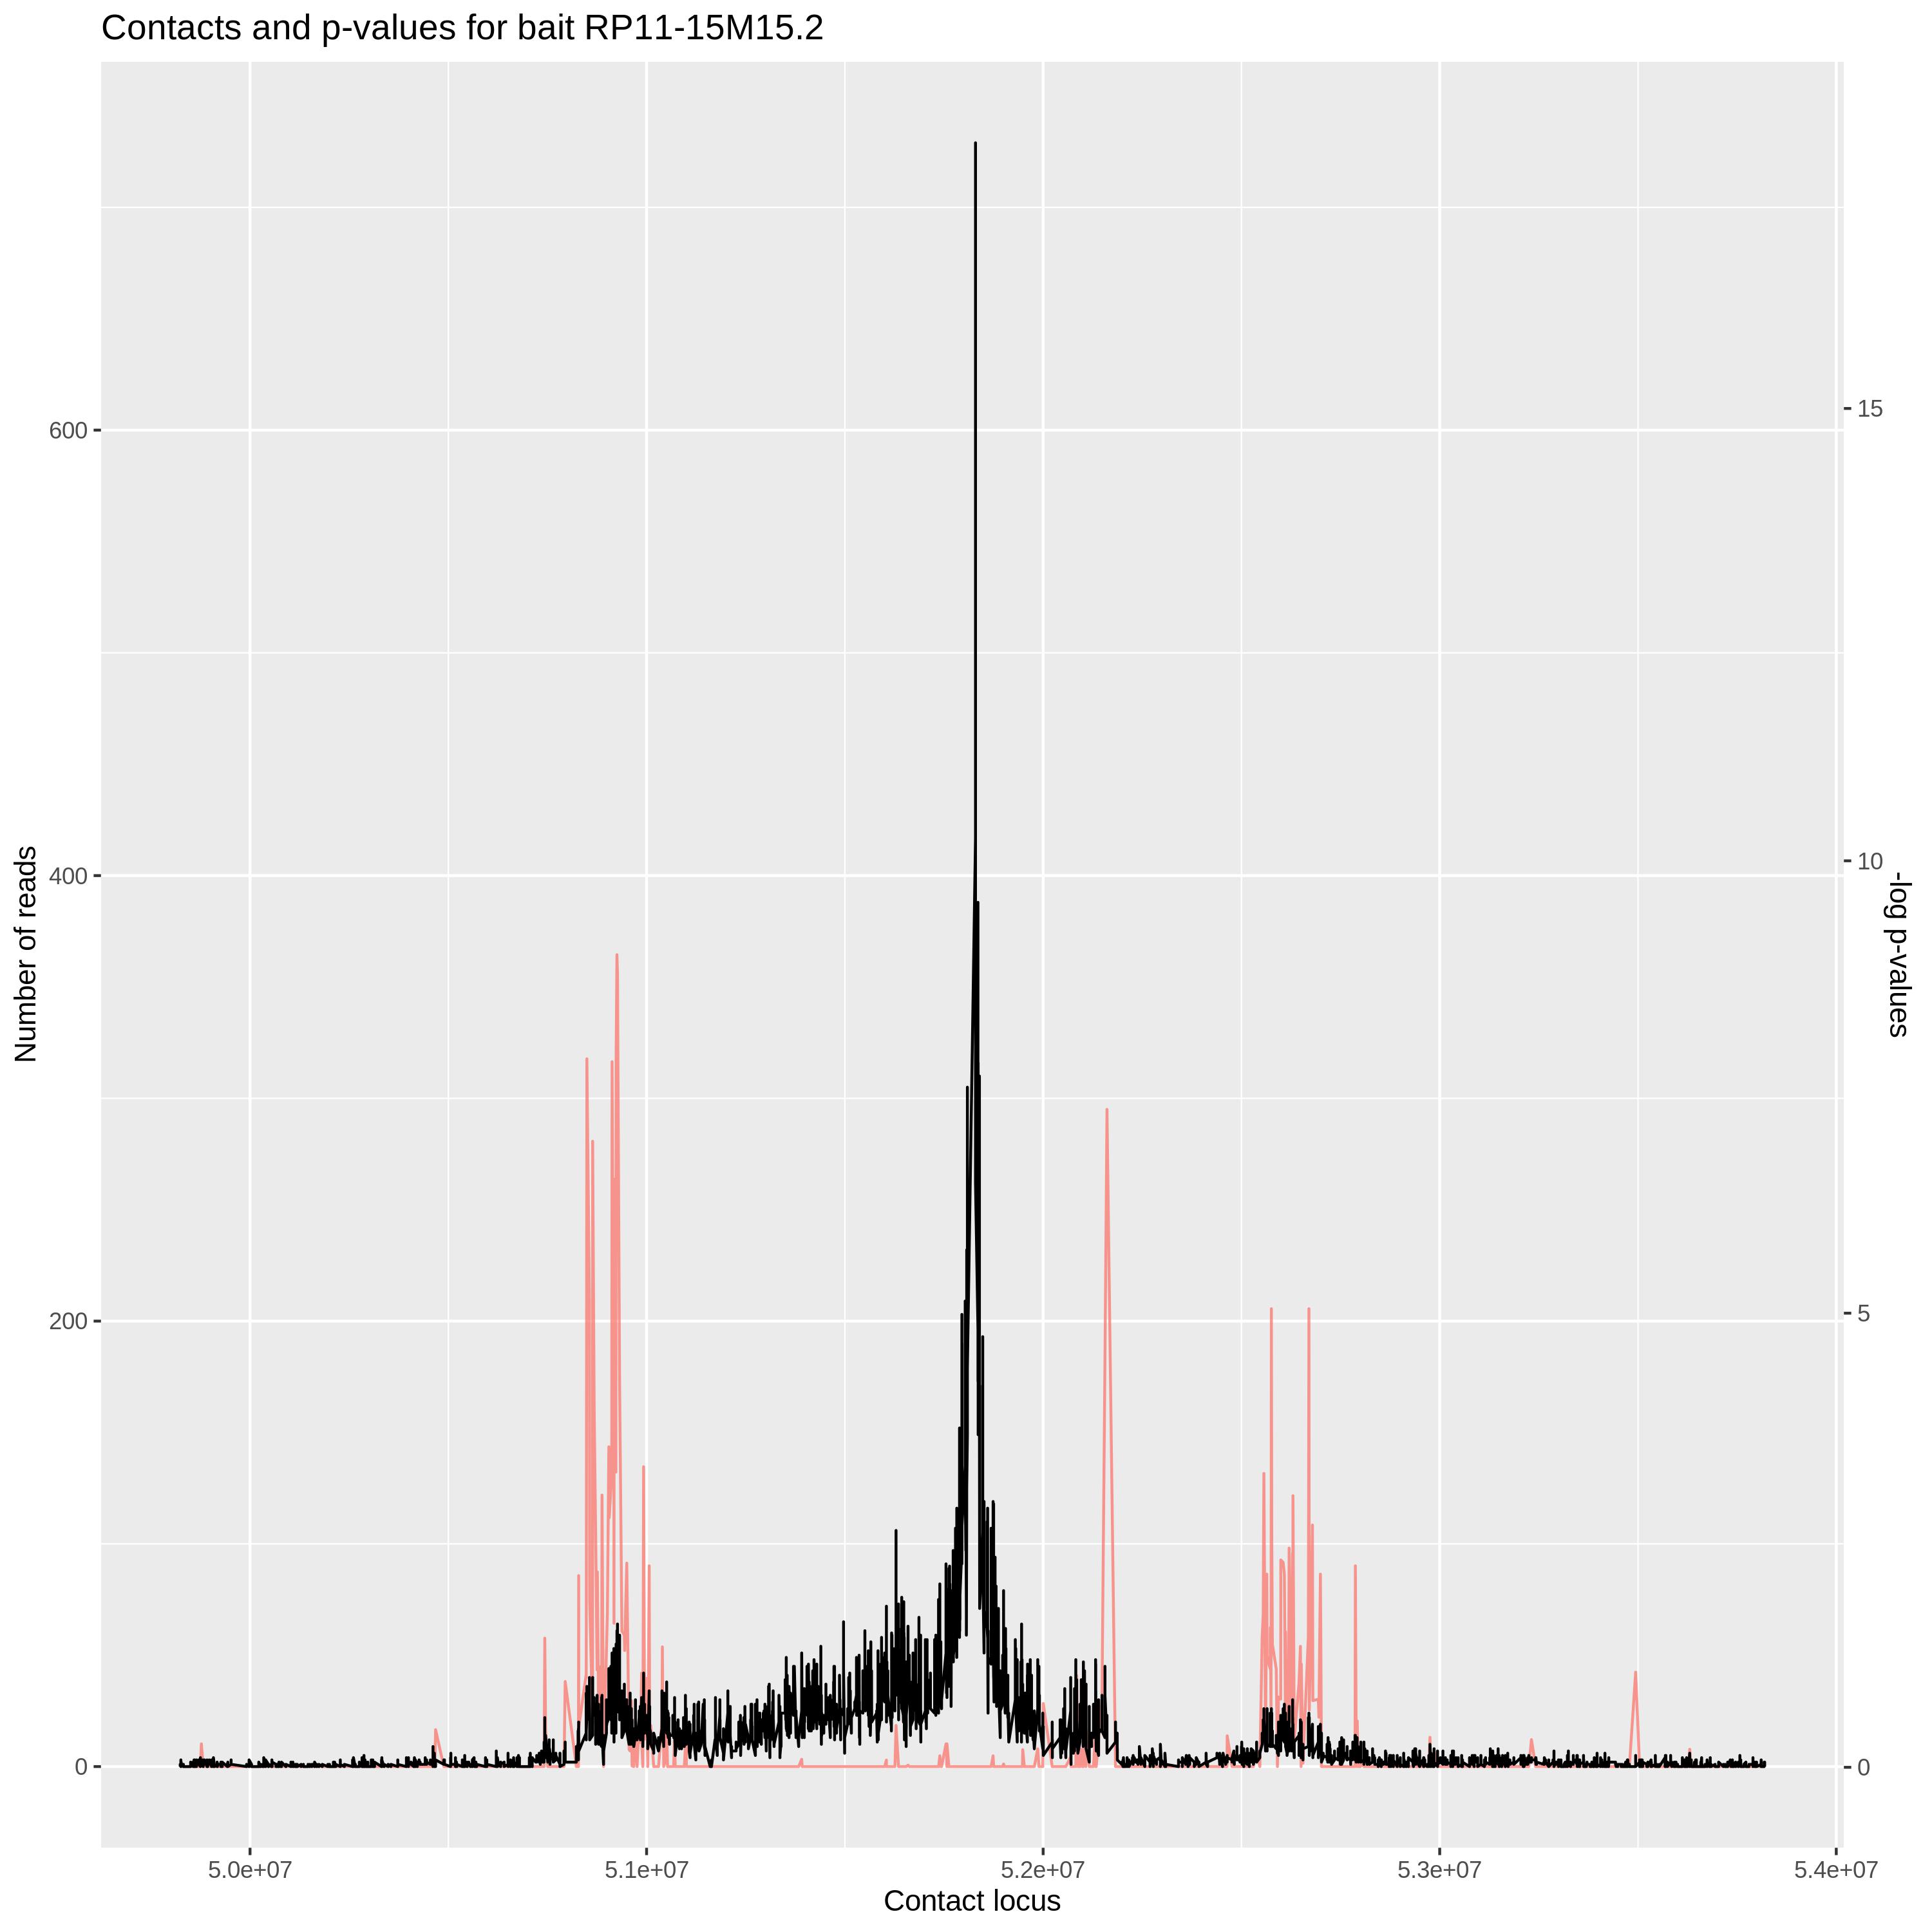 Contacts and p-values for bait RP11-15M15.2
Number of reads
600
400
200
0
15
10
5
0
-log p-values
5.0e+07
5.1e+07
5.2e+07
5.3e+07
5.4e+07
Contact locus